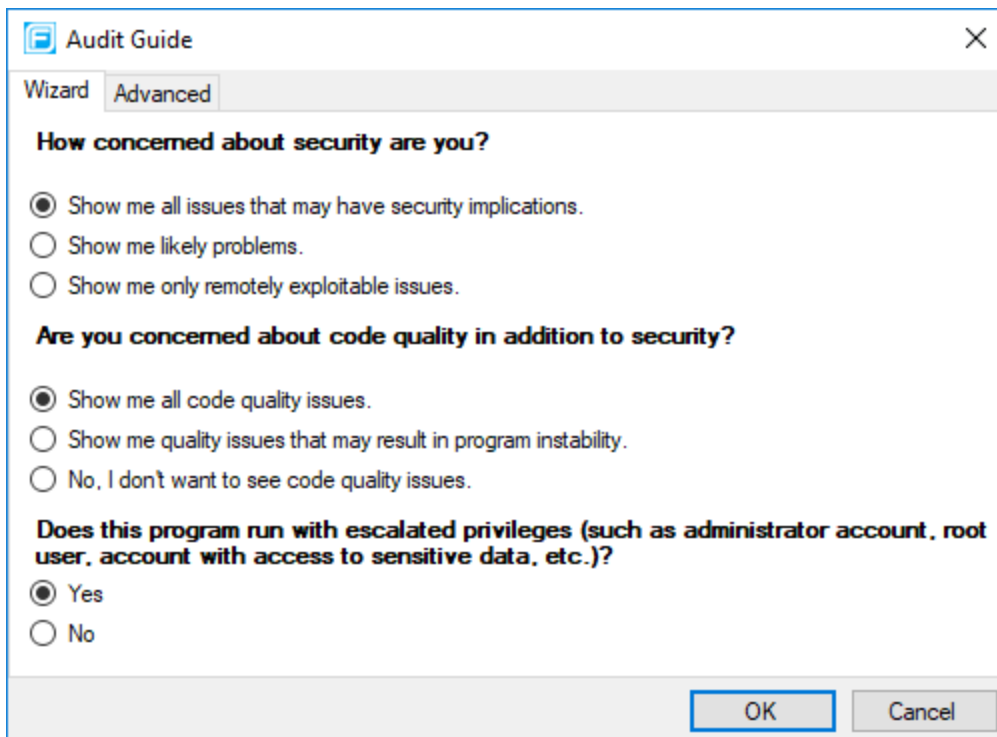 Audit Guide
Wizard
Advanced
How concerned about security are you?
Show me all issues that may have security implications.
Show me likely problems.
Show me only remotely exploitable issues.
Are you concerned about code quality in addition to security?
Show me all code quality issues.
Show me quality issues that may result in program instability.
No, I don't want to see code quality issues.
Does this program run with escalated privileges (such as administrator account, root
user, account with access to sensitive data, etc.)?
Yes
No
OK
Cancel